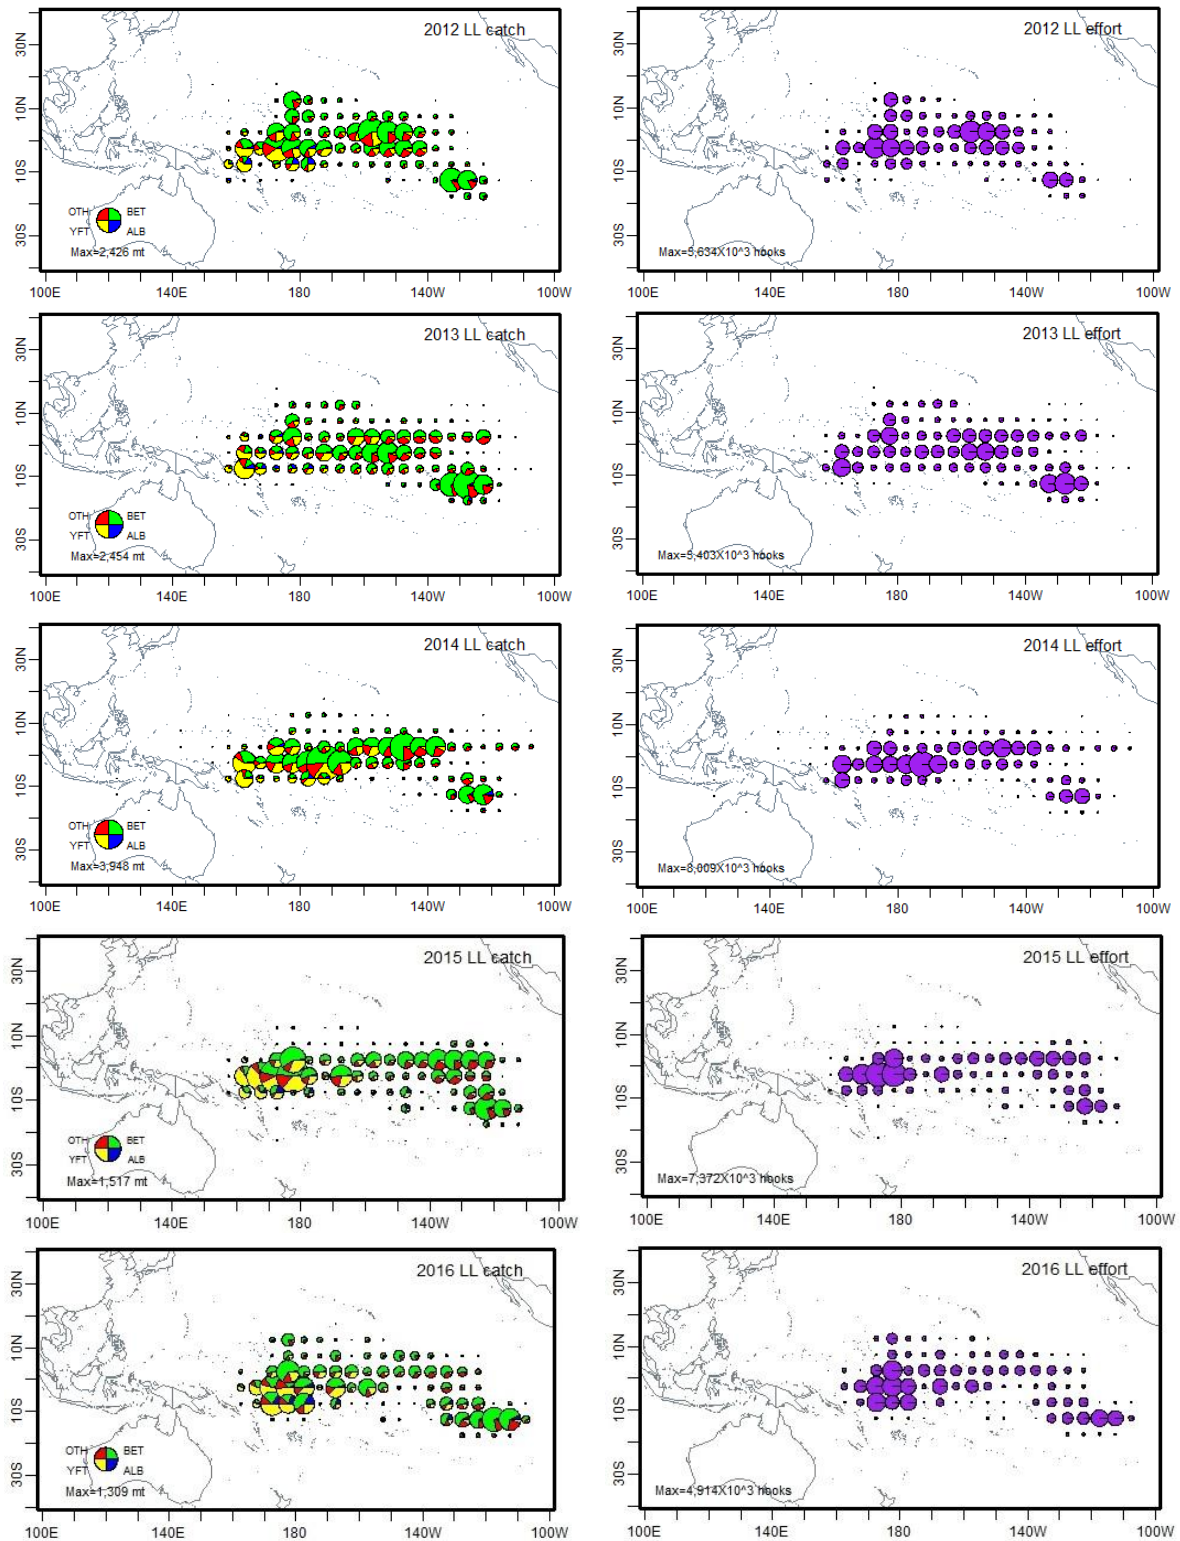 2012 LL catch
30N
10N
10S
30S
OTH BET
YFT ALB
Max=2,426 mt
100E 140E 180 140W 100W
2012 LL effort
30N
10N
10S
30S
Max=5,634X10^3 hooks
100E 140E 180 140W 100W
2013 LL catch
30N
10N
10S
30S
OTH BET
YFT ALB
Max=2,454 mt
100E 140E 180 140W 100W
2013 LL effort
30N
10N
10S
30S
Max=5,403X10^3 hooks
100E 140E 180 140W 100W
2014 LL catch
30N
10N
10S
30S
OTH BET
YFT ALB
Max=3,948 mt
100E 140E 180 140W 100W
2014 LL effort
30N
10N
10S
30S
Max=8,009X10^3 hooks
100E 140E 180 140W 100W
2015 LL catch
30N
10N
10S
30S
OTH BET
YFT ALB
Max=1,517 mt
100E 140E 180 140W 100W
2015 LL effort
30N
10N
10S
30S
Max=7,372X10^3 hooks
100E 140E 180 140W 100W
2016 LL catch
30N
10N
10S
30S
OTH BET
YFT ALB
Max=1,309 mt
100E 140E 180 140W 100W
2016 LL effort
30N
10N
10S
30S
Max=4,914X10^3 hooks
100E 140E 180 140W 100W